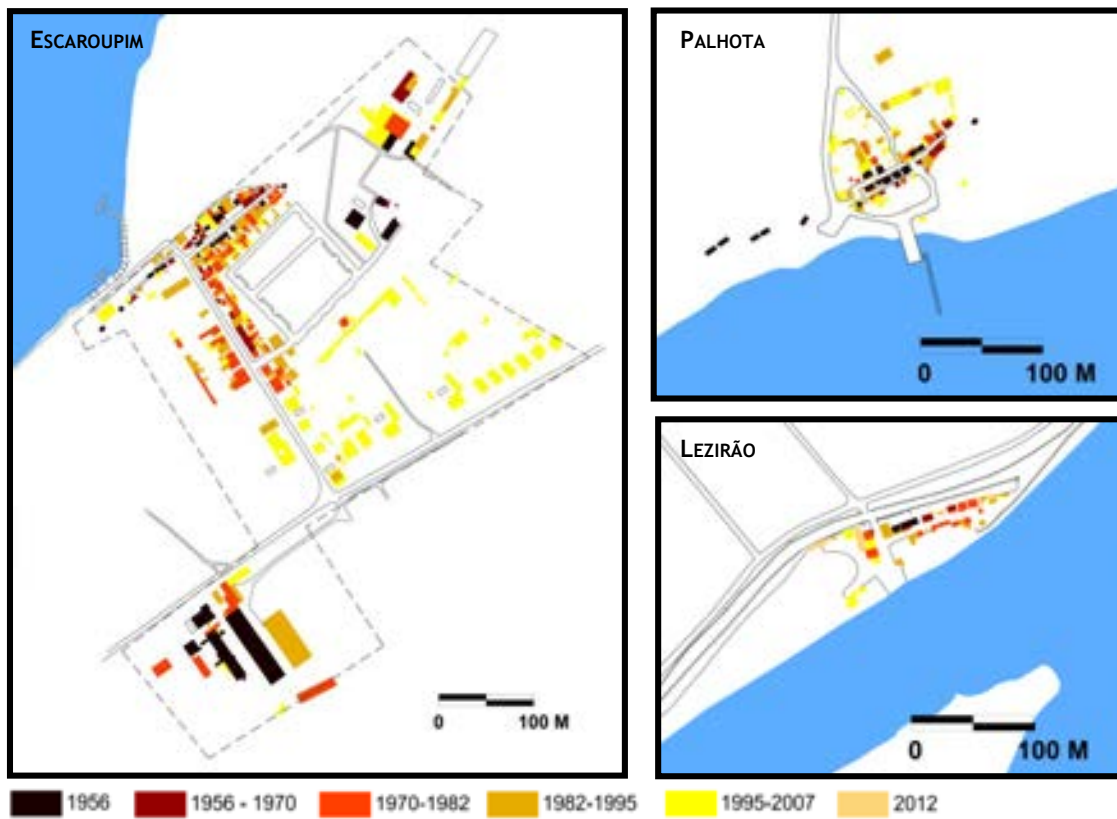 ESCAROUPIM
0 100 M
PALHOTA
0 100 M
LEZIRÃO
0 100 M
1956
1956 - 1970
1970-1982
1982-1995
1995-2007
2012